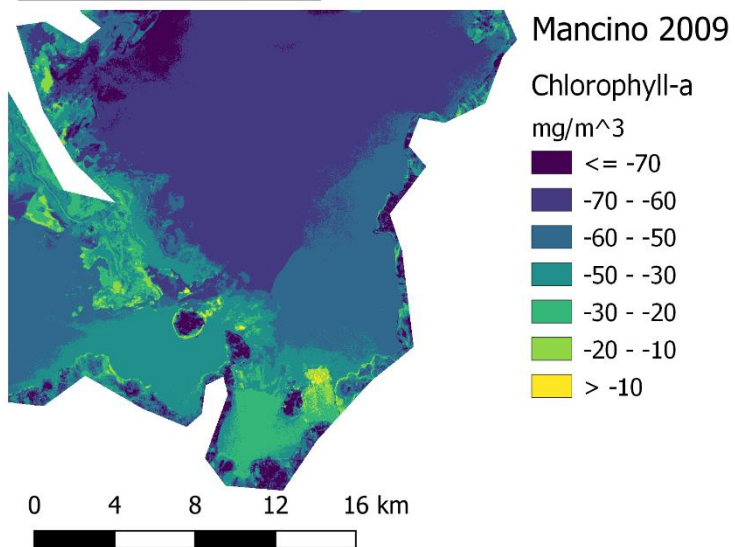 Mancino 2009
Chlorophyll-a
mg/m^3
<= -70
-70 - -60
-60 - -50
-50 - -30
-30 - -20
-20 - -10
> -10
0 4 8 12 16 km